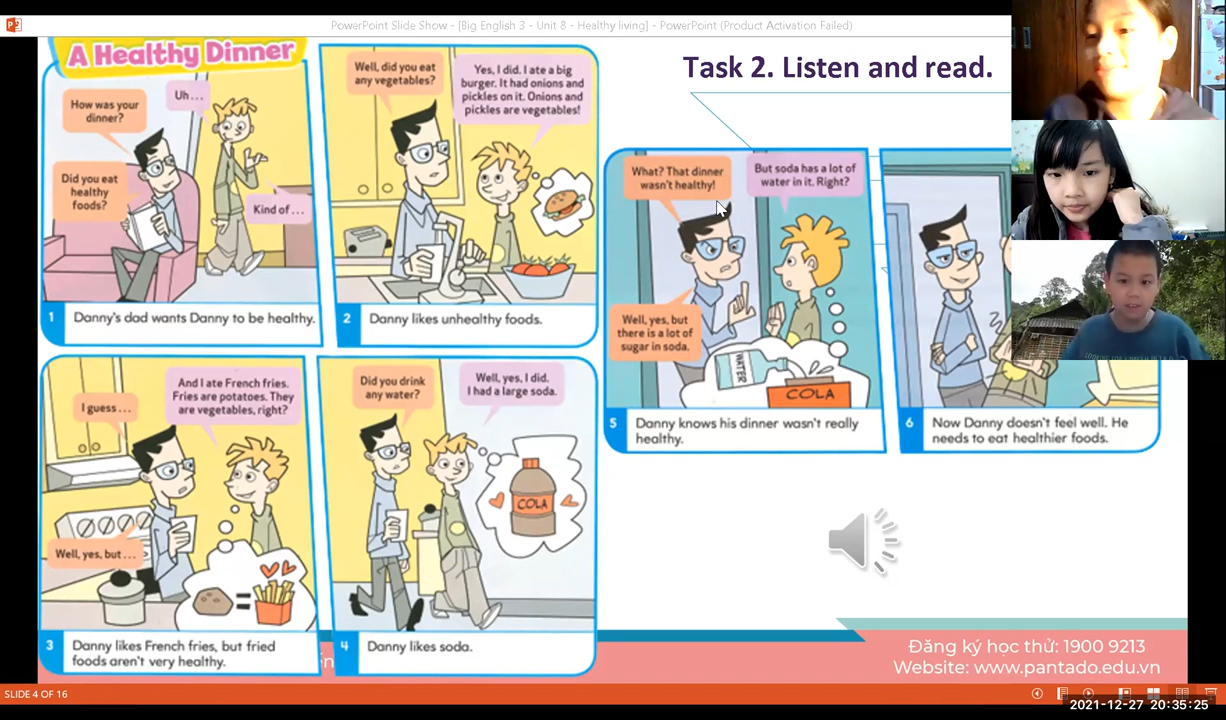 PowerPoint Slide Show - [Big English 3 - Unit 8 - Healthy living] - PowerPoint (Product Activation Failed)
A Healthy Dinner
Task 2. Listen and read.
How was your
dinner?
Uh...
Did you eat
healthy
foods?
Kind of ...
1 Danny's dad wants Danny to be healthy.
Well, did you eat
any vegetables?
Yes, I did. I ate a big
burger. It had onions and
pickles on it. Onions and
pickles are vegetables!
2 Danny likes unhealthy foods.
I guess ...
And I ate French fries.
Fries are potatoes. They
are vegetables, right?
Well, yes, but ...
3 Danny likes French fries, but fried
foods aren't very healthy.
Did you drink
any water?
Well, yes, I did.
I had a large soda.
COLA
4 Danny likes soda.
What? That dinner
wasn't healthy!
But soda has a lot of
water in it. Right?
Well, yes, but
there is a lot of
sugar in soda.
WATER
COLA
5 Danny knows his dinner wasn't really
healthy.
6 Now Danny doesn't feel well. He
needs to eat healthier foods.
Đăng ký học thử: 1900 9213
Website: www.pantado.edu.vn
SLIDE 4 OF 16
2021-12-27 20:35:25